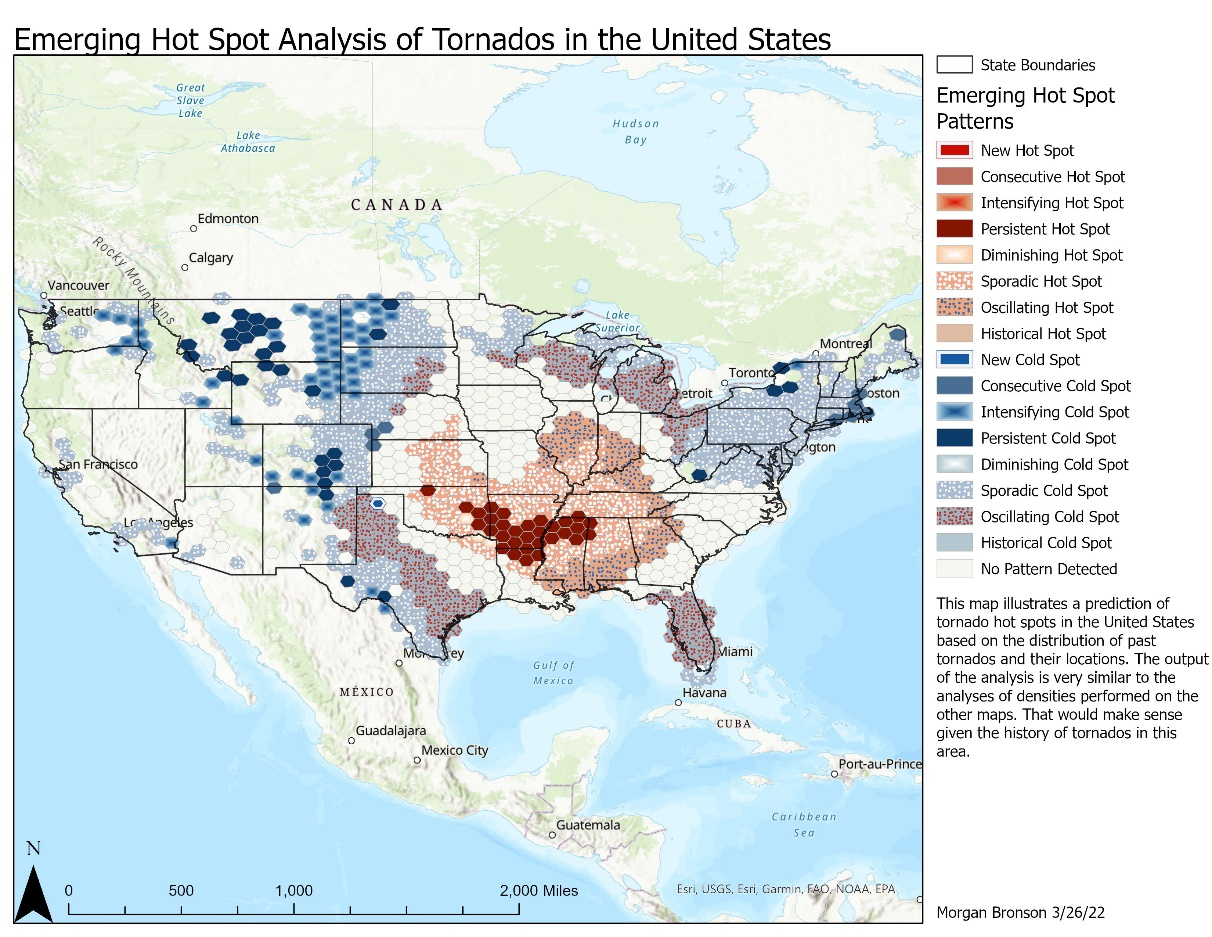 Emerging Hot Spot Analysis of Tornados in the United States
Great
Slave
Lake
Lake
Athabasca
Hudson
Bay
CANADA
Edmonton
Rocky Mountains
Calgary
Vancouver
Seattle
Lake
Superior
Montreal
Toronto
Detroit
Ch
Boston
ington
San Francisco
Los Angeles
Miami
Gulf of
Mexico
MÉXICO
Havana
CUBA
Guadalajara
Mexico City
Port-au-Prince
Guatemala
Caribbean
Sea
N
0 500 1,000 2,000 Miles
Esri, USGS, Esri, Garmin, FAO, NOAA, EPA
State Boundaries
Emerging Hot Spot
Patterns
New Hot Spot
Consecutive Hot Spot
Intensifying Hot Spot
Persistent Hot Spot
Diminishing Hot Spot
Sporadic Hot Spot
Oscillating Hot Spot
Historical Hot Spot
New Cold Spot
Consecutive Cold Spot
Intensifying Cold Spot
Persistent Cold Spot
Diminishing Cold Spot
Sporadic Cold Spot
Oscillating Cold Spot
Historical Cold Spot
No Pattern Detected
This map illustrates a prediction of
tornado hot spots in the United States
based on the distribution of past
tornados and their locations. The output
of the analysis is very similar to the
analyses of densities performed on the
other maps. That would make sense
given the history of tornados in this
area.
Morgan Bronson 3/26/22